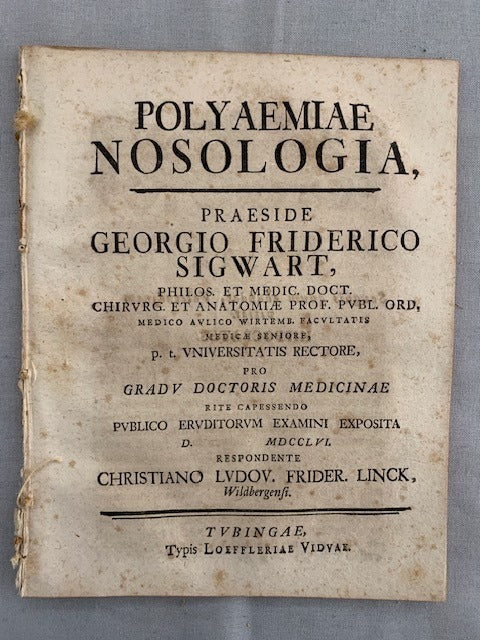 POLYAEMIAE
NOSOLOGIA,
PRAESIDE
GEORGIO FRIDERICO
SIGWART,
PHILOS. ET MEDIC. DOCT.
CHIRVRG. ET ANATOMIÆ PROF. PVBL. ORD,
MEDICO AVLICO WIRTEMB. FACVLTATIS
MEDICÆ SENIORE,
p. t. VNIVERSITATIS RECTORE,
PRO
GRADV DOCTORIS MEDICINAE
RITE CAPESSENDO
PVBLICO ERVDITORVM EXAMINI EXPOSITA
D. MDCCLVI.
RESPONDENTE
CHRISTIANO LVDOV. FRIDER. LINCK,
Wildbergenſi.
TVBINGAE,
Typis LOEFFLERIAE VIDVAE.